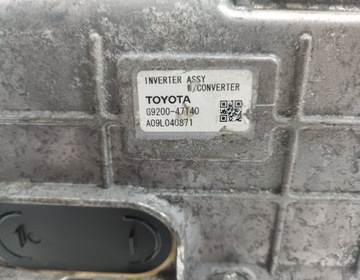 INVERTER ASSY
W/CONVERTER
TOYOTA
G9200-47140
A09L040871